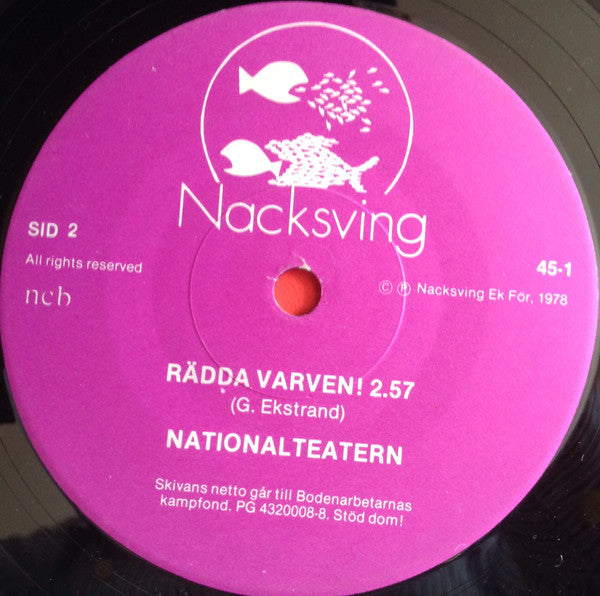 Nacksving
SID 2
All rights reserved
ncb
45-1
© ℗ Nacksving Ek För, 1978
RÄDDA VARVEN! 2.57
(G. Ekstrand)
NATIONALTEATERN
Skivans netto går till Bodenarbetarnas
kampfond. PG 4320008-8. Stöd dom!